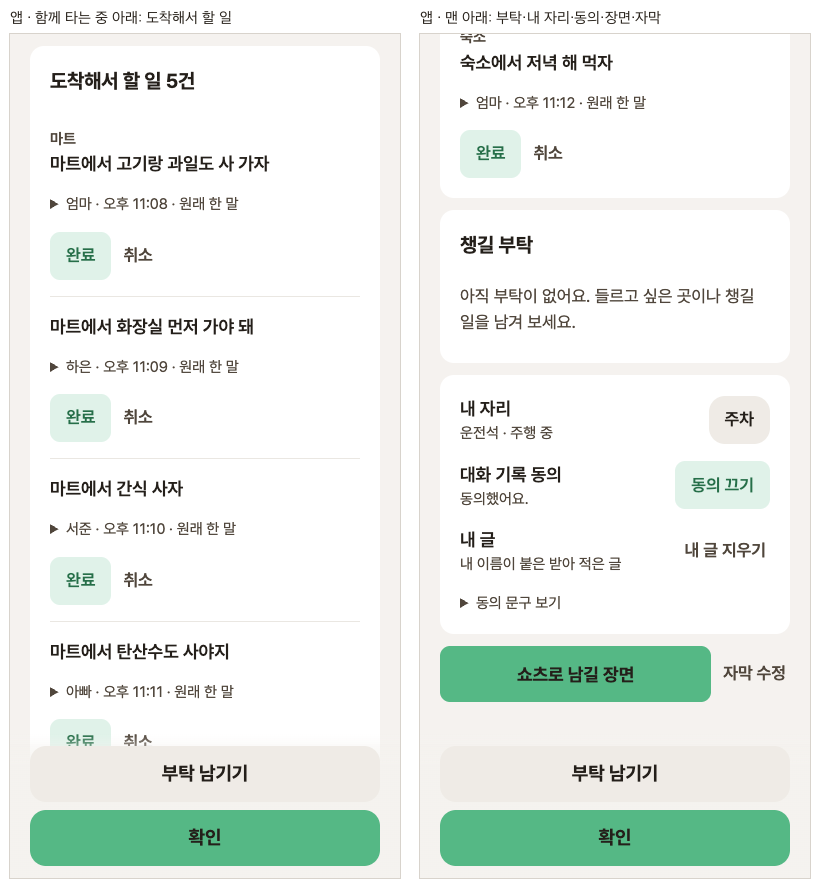 앱 · 함께 타는 중 아래: 도착해서 할 일
도착해서 할 일 5건
마트
마트에서 고기랑 과일도 사 가자
▶ 엄마 · 오후 11:08 · 원래 한 말
완료 취소
마트에서 화장실 먼저 가야 돼
▶ 하은 · 오후 11:09 · 원래 한 말
완료 취소
마트에서 간식 사자
▶ 서준 · 오후 11:10 · 원래 한 말
완료 취소
마트에서 탄산수도 사야지
▶ 아빠 · 오후 11:11 · 원래 한 말
완료 취소
부탁 남기기
확인
앱 · 맨 아래: 부탁·내 자리·동의·장면·자막
숙소
숙소에서 저녁 해 먹자
▶ 엄마 · 오후 11:12 · 원래 한 말
완료 취소
챙길 부탁
아직 부탁이 없어요. 들르고 싶은 곳이나 챙길
일을 남겨 보세요.
내 자리
운전석 · 주행 중
주차
대화 기록 동의
동의했어요.
동의 끄기
내 글
내 이름이 붙은 받아 적은 글
내 글 지우기
▶ 동의 문구 보기
쇼츠로 남길 장면 자막 수정
부탁 남기기
확인